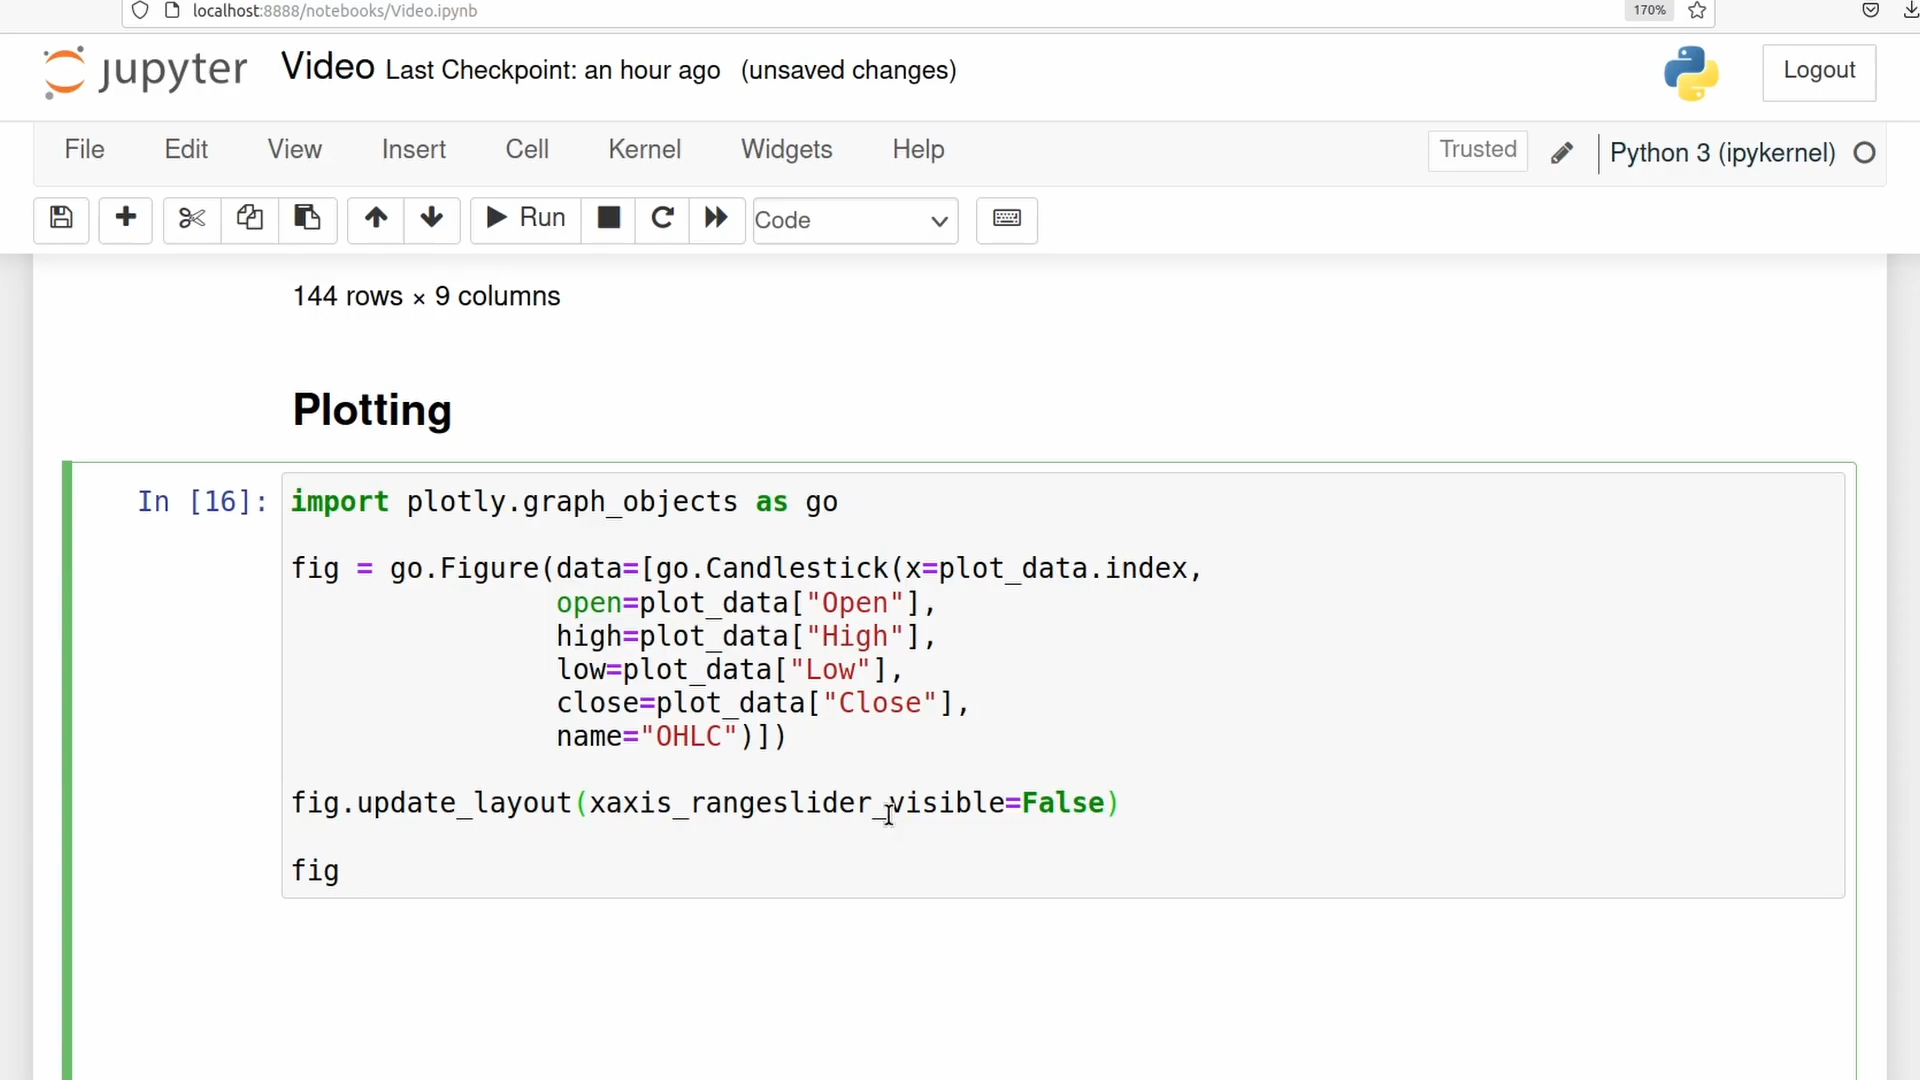 localhost:8888/notebooks/Video.ipynb
170%
jupyter Video Last Checkpoint: an hour ago (unsaved changes)
Logout
File Edit View Insert Cell Kernel Widgets Help
Trusted
Python 3 (ipykernel)
Run
Code
144 rows × 9 columns
Plotting
In [16]:
import plotly.graph_objects as go
fig = go.Figure(data=[go.Candlestick(x=plot_data.index,
open=plot_data["Open"],
high=plot_data["High"],
low=plot_data["Low"],
close=plot_data["Close"],
name="OHLC")])
fig.update_layout(xaxis_rangeslider_visible=False)
fig